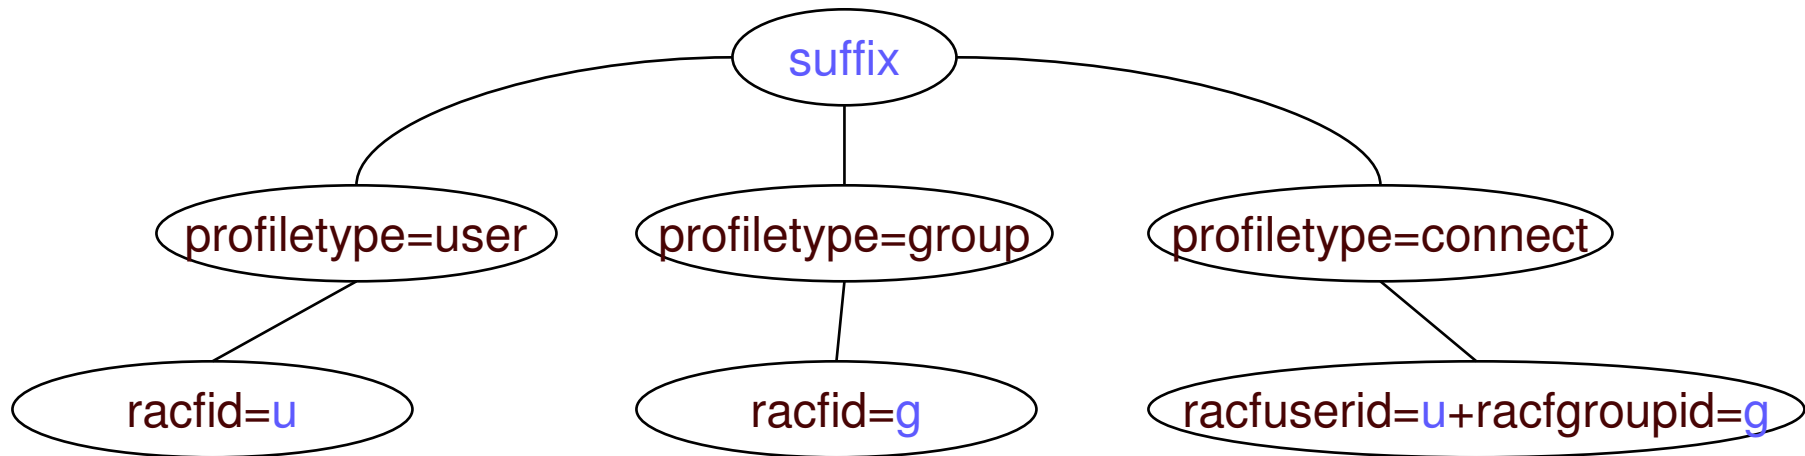 suffix
profiletype=user
profiletype=group
profiletype=connect
racfid=u
racfid=g
racfuserid=u+racfgroupid=g